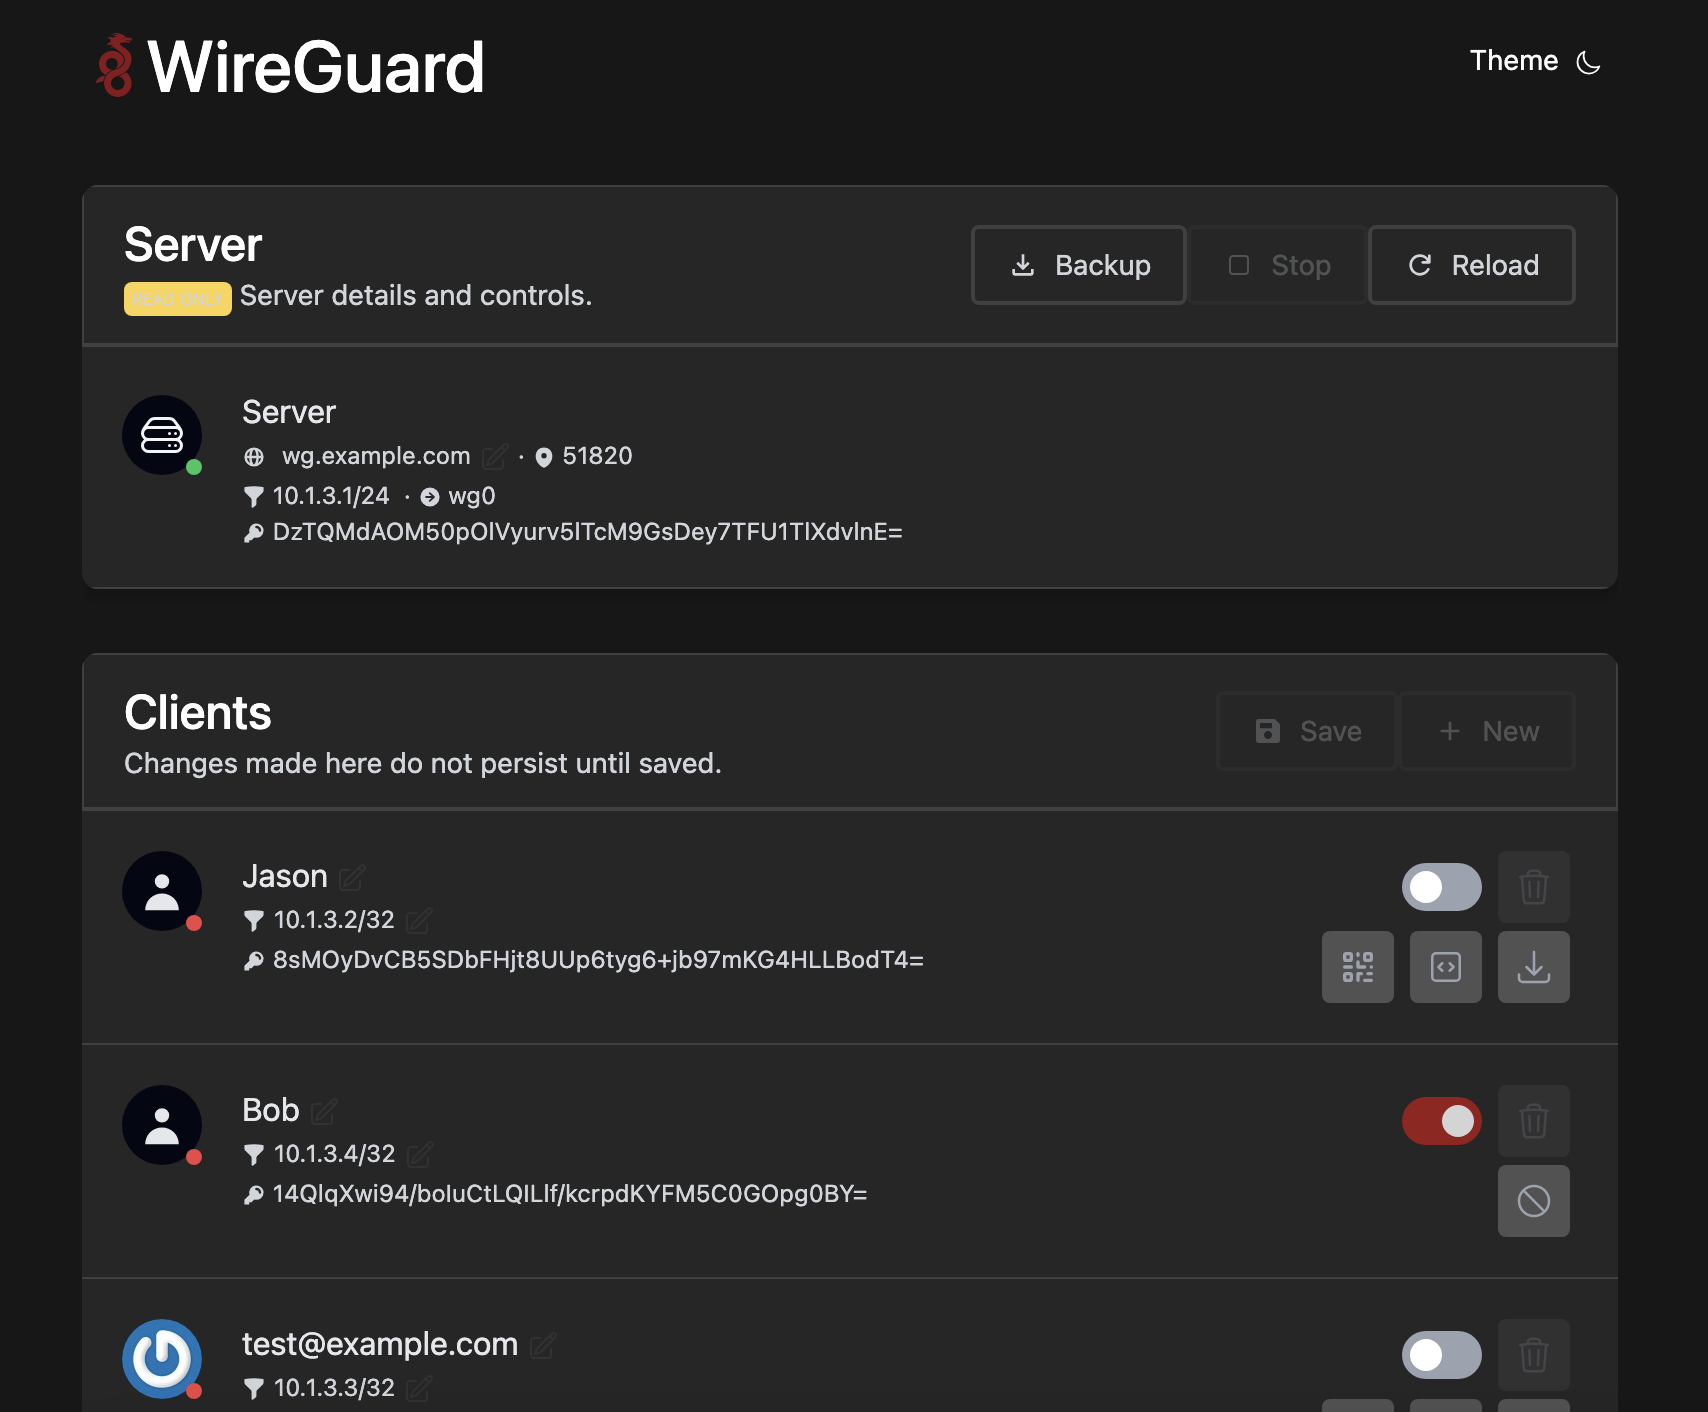 WireGuard
Theme
Server
Backup
Stop
Reload
READ ONLY Server details and controls.
Server
wg.example.com · 51820
10.1.3.1/24 · wg0
DzTQMdAOM50pOlVyurv5lTcM9GsDey7TFU1TlXdvlnE=
Clients
Save
New
Changes made here do not persist until saved.
Jason
10.1.3.2/32
8sMOyDvCB5SDbFHjt8UUp6tyg6+jb97mKG4HLLBodT4=
Bob
10.1.3.4/32
14QlqXwi94/boIuCtLQILlf/kcrpdKYFM5C0GOpg0BY=
test@example.com
10.1.3.3/32